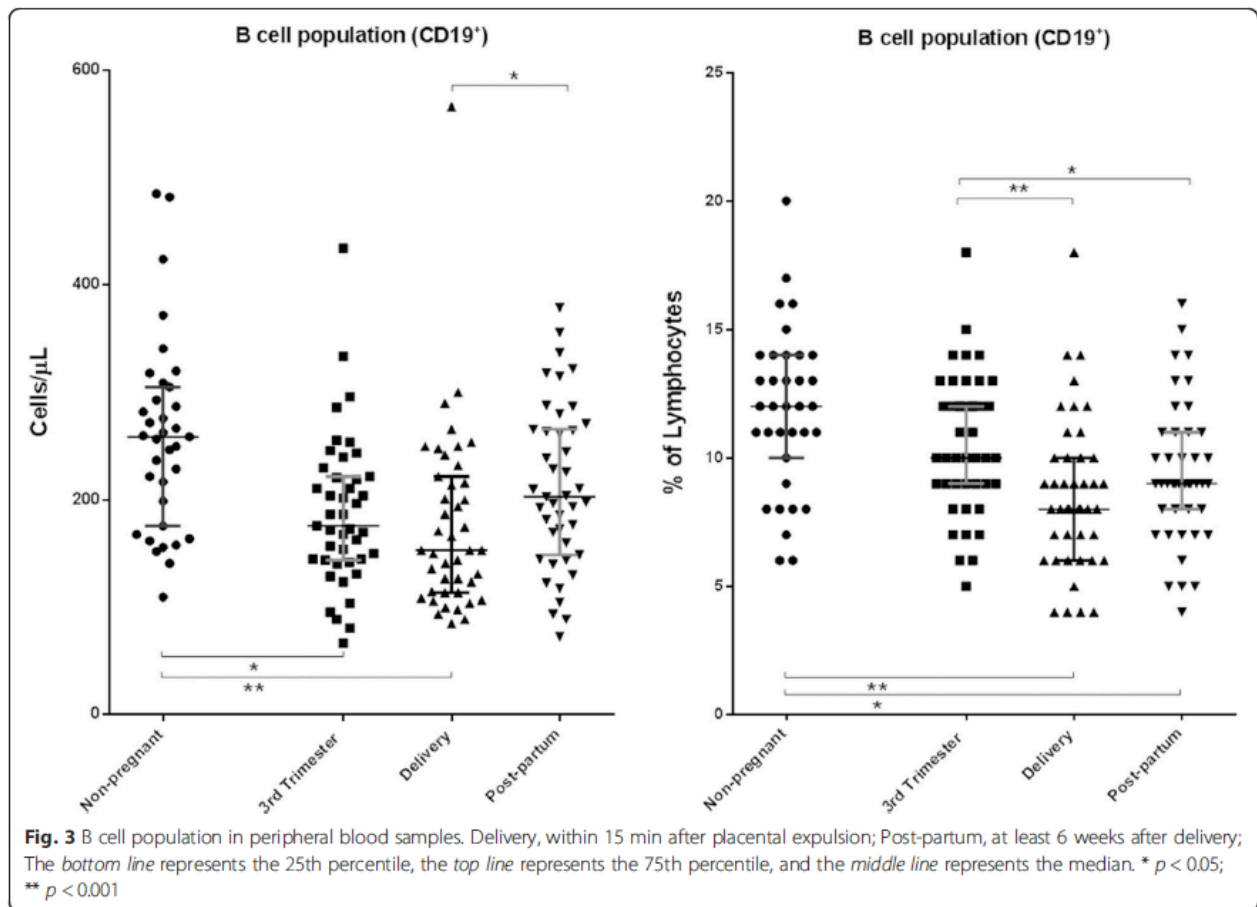 B cell population (CD19⁺)
600
400
200
0
Cells/μL
*
*
**
Non-pregnant
3rd Trimester
Delivery
Post-partum
B cell population (CD19⁺)
25
20
15
10
5
0
% of Lymphocytes
*
**
**
*
Non-pregnant
3rd Trimester
Delivery
Post-partum
Fig. 3 B cell population in peripheral blood samples. Delivery, within 15 min after placental expulsion; Post-partum, at least 6 weeks after delivery;
The bottom line represents the 25th percentile, the top line represents the 75th percentile, and the middle line represents the median. * p < 0.05;
** p < 0.001